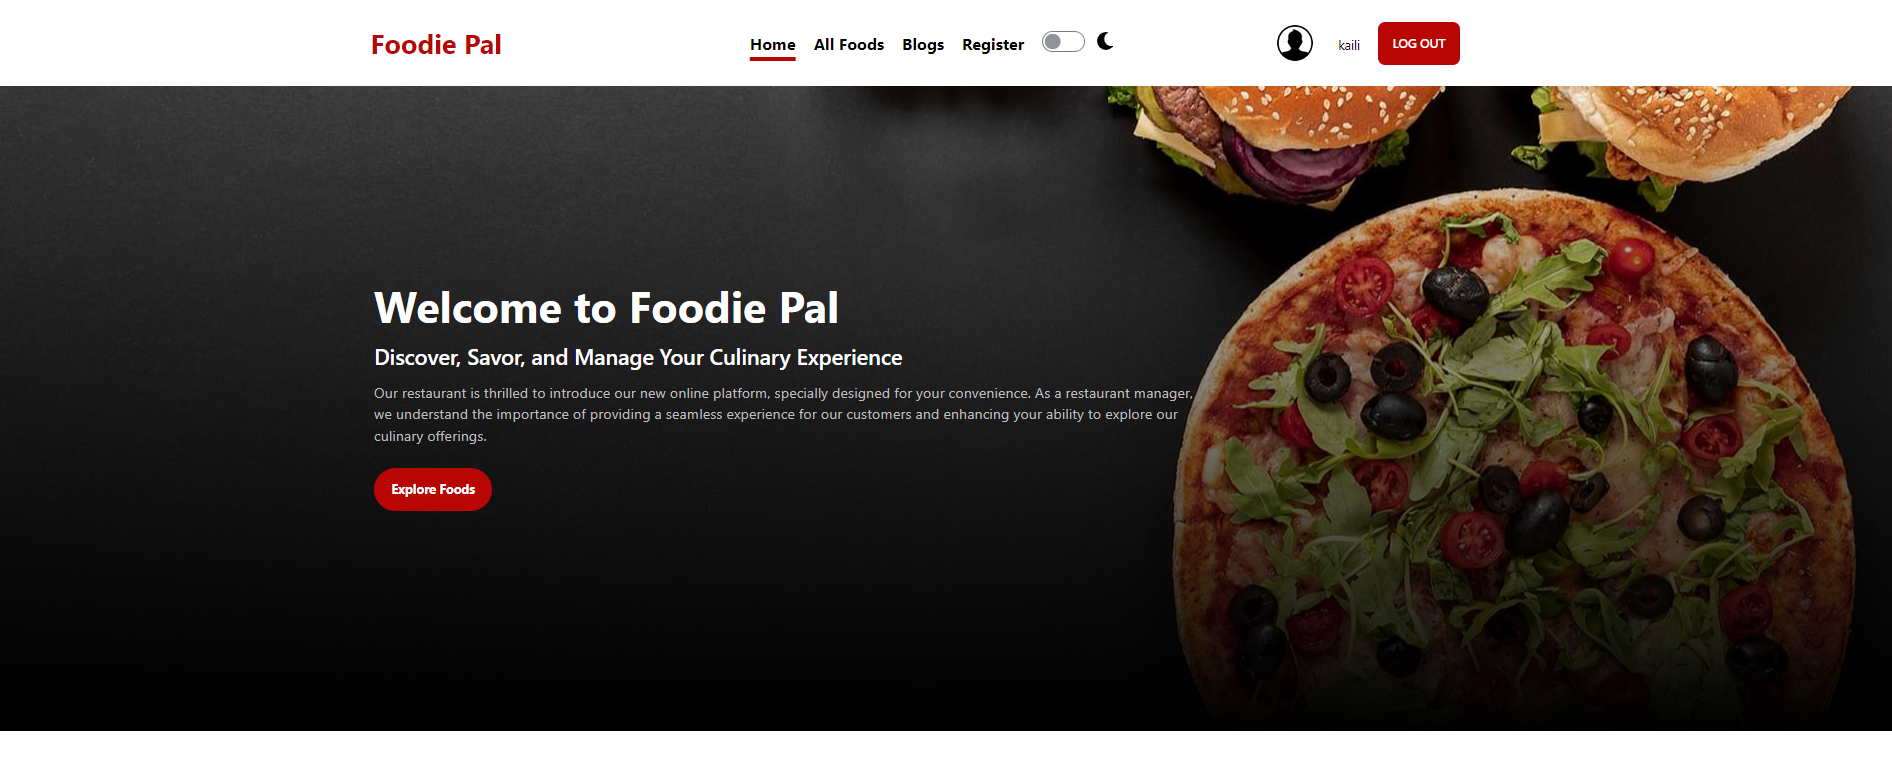 Foodie Pal
Home All Foods Blogs Register
kaili
LOG OUT
Welcome to Foodie Pal
Discover, Savor, and Manage Your Culinary Experience
Our restaurant is thrilled to introduce our new online platform, specially designed for your convenience. As a restaurant manager,
we understand the importance of providing a seamless experience for our customers and enhancing your ability to explore our
culinary offerings.
Explore Foods